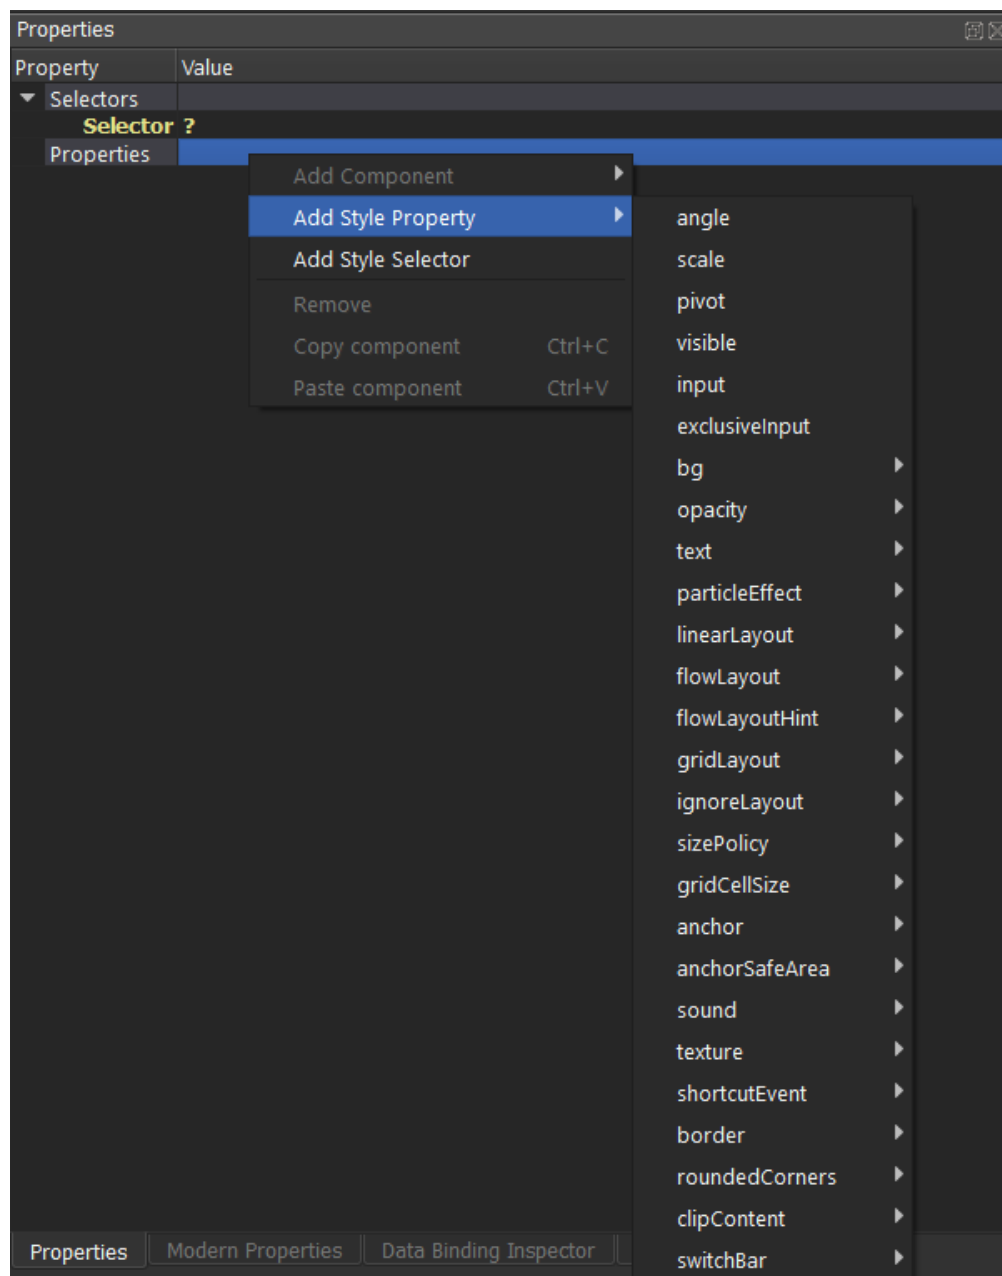 Properties
Property Value
Selectors
Selector ?
Properties
Add Component
Add Style Property
Add Style Selector
Remove
Copy component Ctrl+C
Paste component Ctrl+V
angle
scale
pivot
visible
input
exclusiveInput
bg
opacity
text
particleEffect
linearLayout
flowLayout
flowLayoutHint
gridLayout
ignoreLayout
sizePolicy
gridCellSize
anchor
anchorSafeArea
sound
texture
shortcutEvent
border
roundedCorners
clipContent
switchBar
Properties Modern Properties Data Binding Inspector